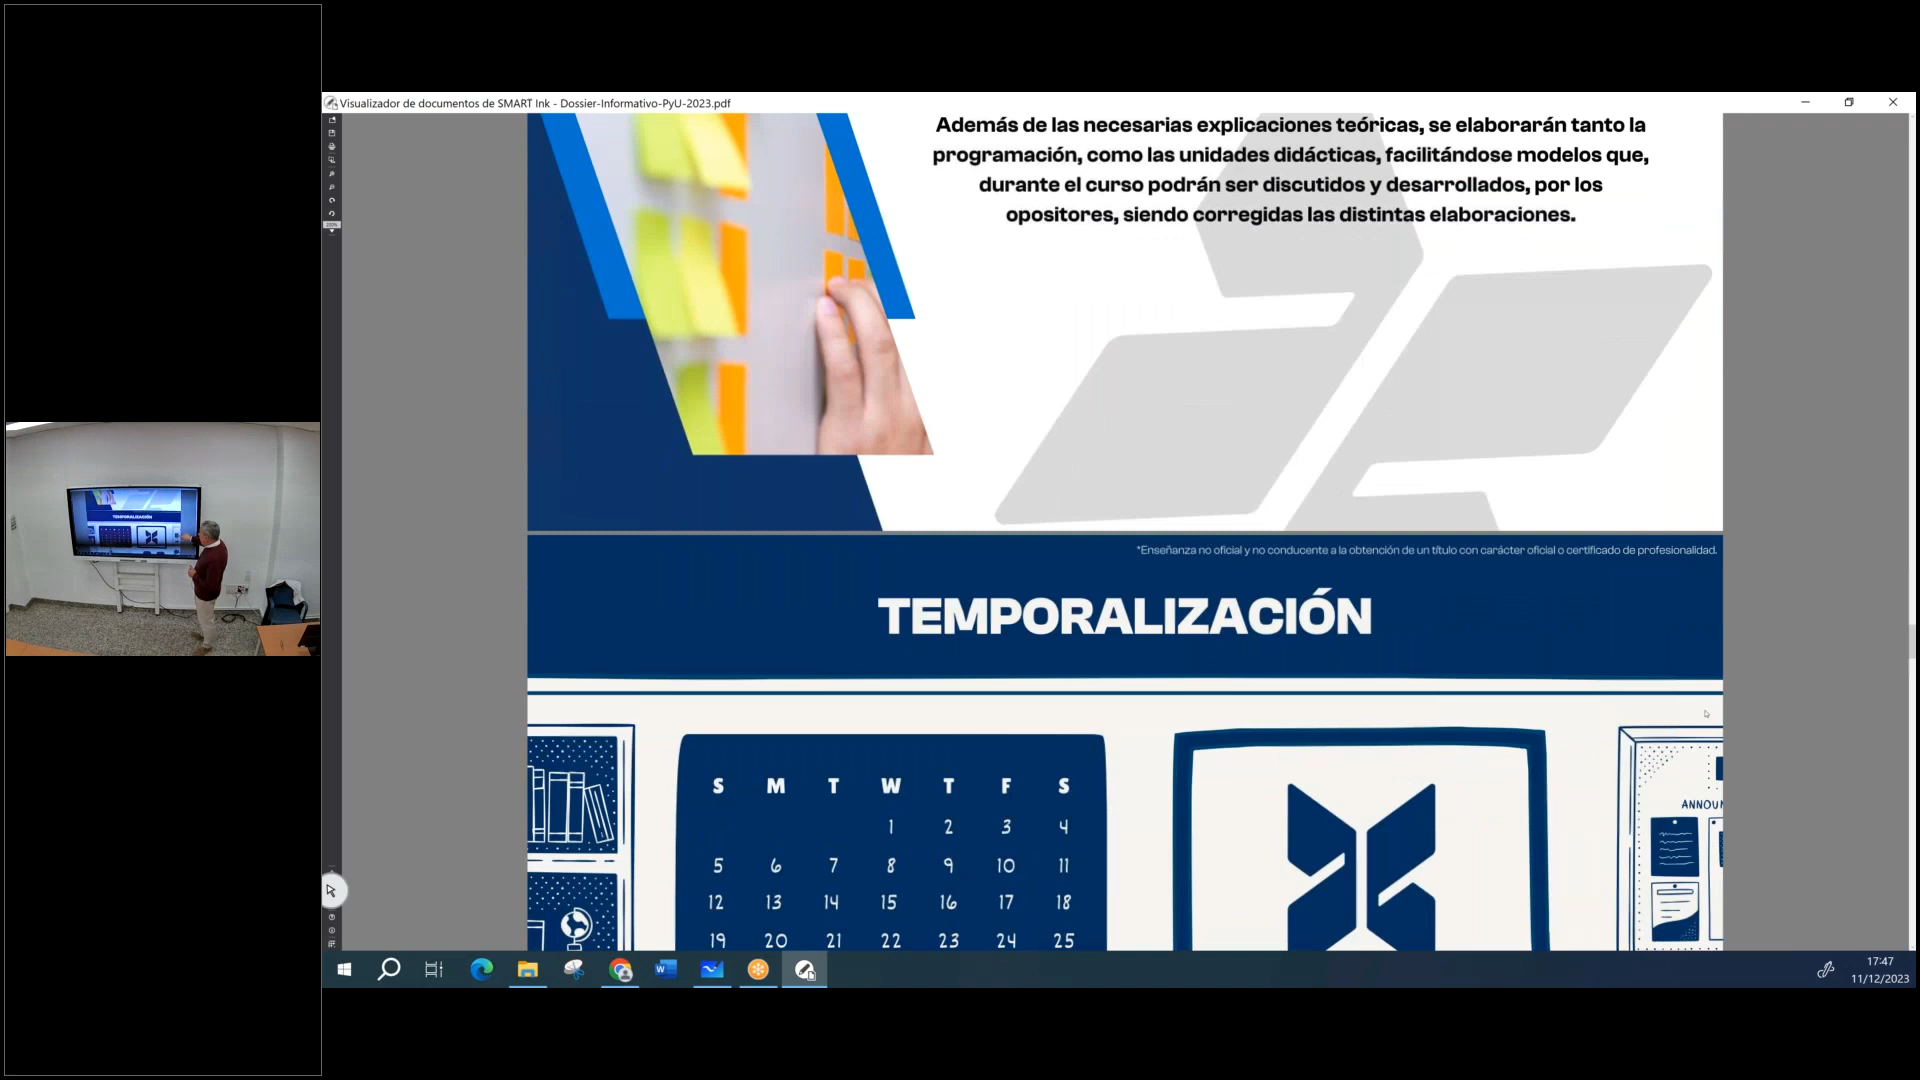 Visualizador de documentos de SMART Ink - Dossier-Informativo-PyU-2023.pdf
Además de las necesarias explicaciones teóricas, se elaborarán tanto la
programación, como las unidades didácticas, facilitándose modelos que,
durante el curso podrán ser discutidos y desarrollados, por los
opositores, siendo corregidas las distintas elaboraciones.
*Enseñanza no oficial y no conducente a la obtención de un título con carácter oficial o certificado de profesionalidad.
TEMPORALIZACIÓN
S M T W T F S
1 2 3 4
5 6 7 8 9 10 11
12 13 14 15 16 17 18
19 20 21 22 23 24 25
ANNOUN
TEMPORALIZACIÓN
17:47
11/12/2023